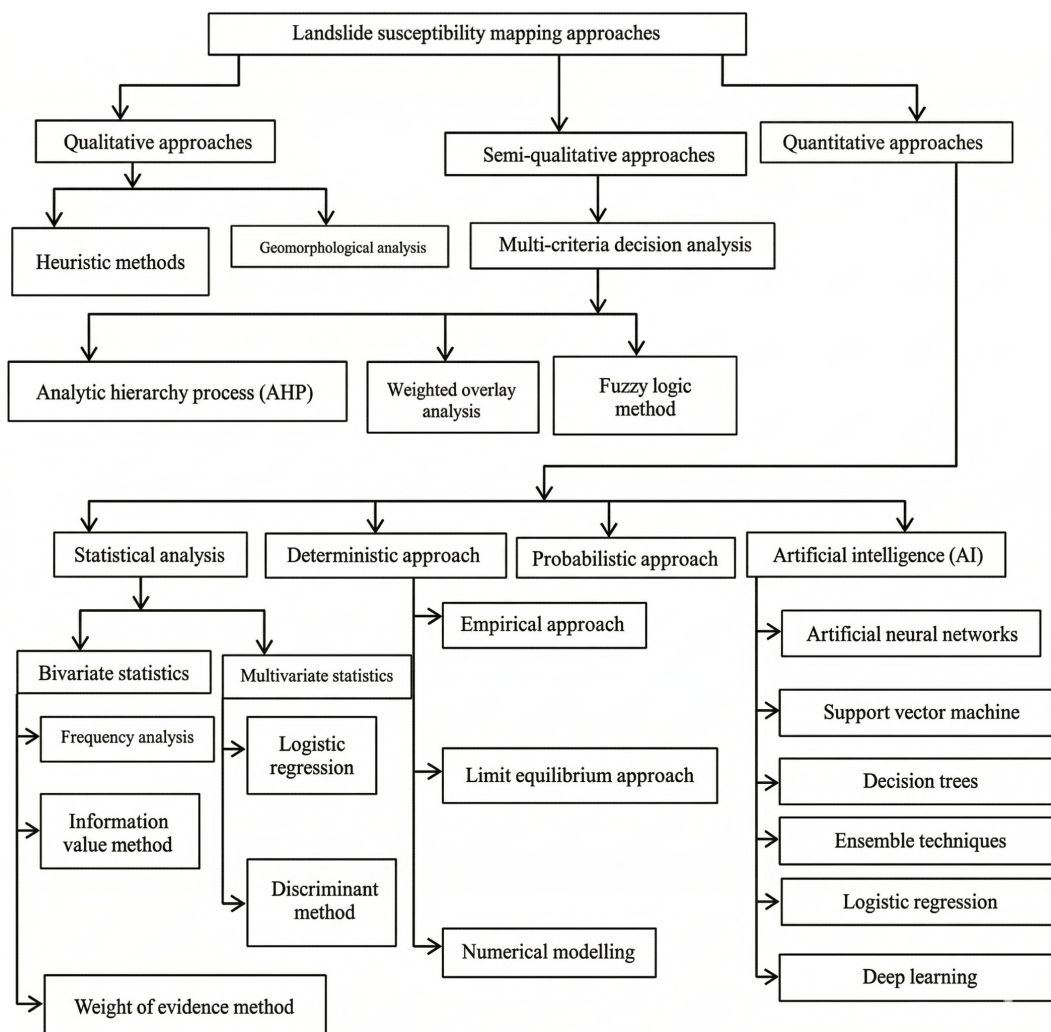 Landslide susceptibility mapping approaches
Qualitative approaches
Semi-qualitative approaches
Quantitative approaches
Heuristic methods
Geomorphological analysis
Multi-criteria decision analysis
Analytic hierarchy process (AHP)
Weighted overlay
analysis
Fuzzy logic
method
Statistical analysis
Deterministic approach
Probabilistic approach
Artificial intelligence (AI)
Bivariate statistics
Frequency analysis
Information
value method
Weight of evidence method
Multivariate statistics
Logistic
regression
Discriminant
method
Empirical approach
Limit equilibrium approach
Numerical modelling
Artificial neural networks
Support vector machine
Decision trees
Ensemble techniques
Logistic regression
Deep learning